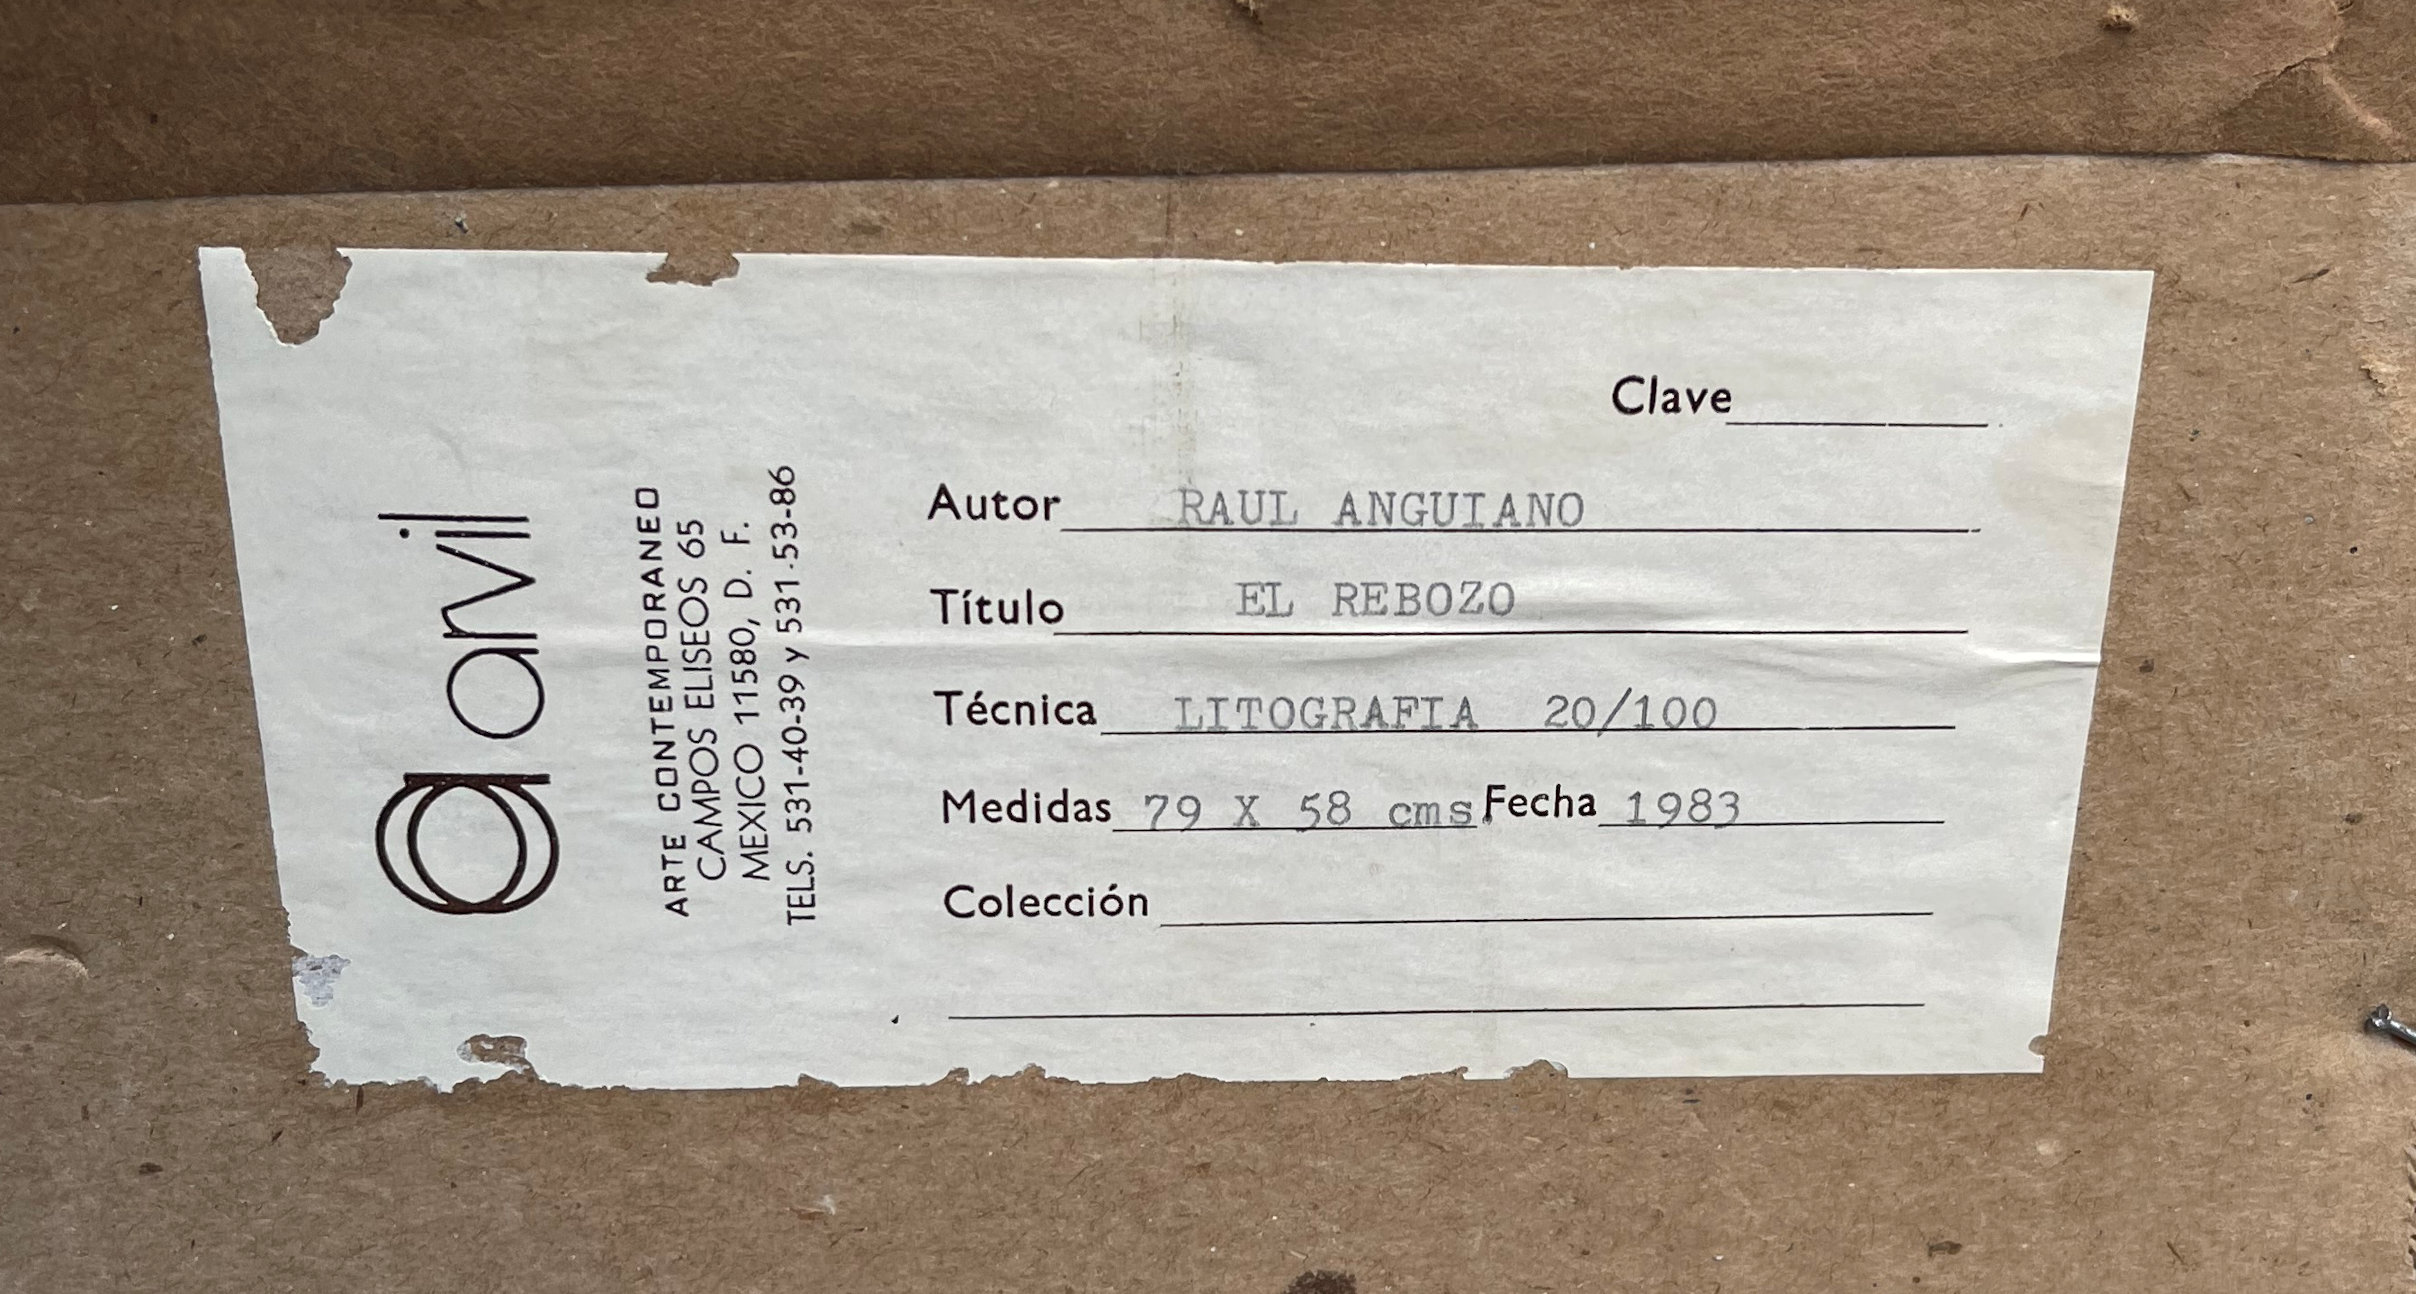 arvil
ARTE CONTEMPORANEO
CAMPOS ELISEOS 65
MEXICO 11580, D. F.
TELS. 531-40-39 y 531-53-86
Clave
Autor RAUL ANGUIANO
Título EL REBOZO
Técnica LITOGRAFIA 20/100
Medidas 79 X 58 cms. Fecha 1983
Colección